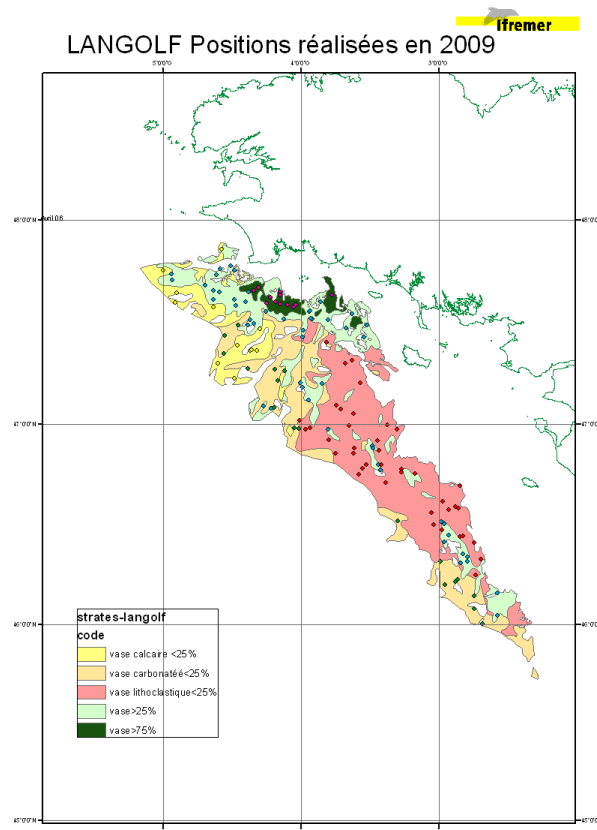 Ifremer
LANGOLF Positions réalisées en 2009
5°0'0"
4°0'0"
3°0'0"
Avril.06
48°0'0"N
47°0'0"N
46°0'0"N
45°0'0"N
strates-langolf
code
vase calcaire <25%
vase carbonatéé<25%
vase lithoclastique<25%
vase>25%
vase>75%